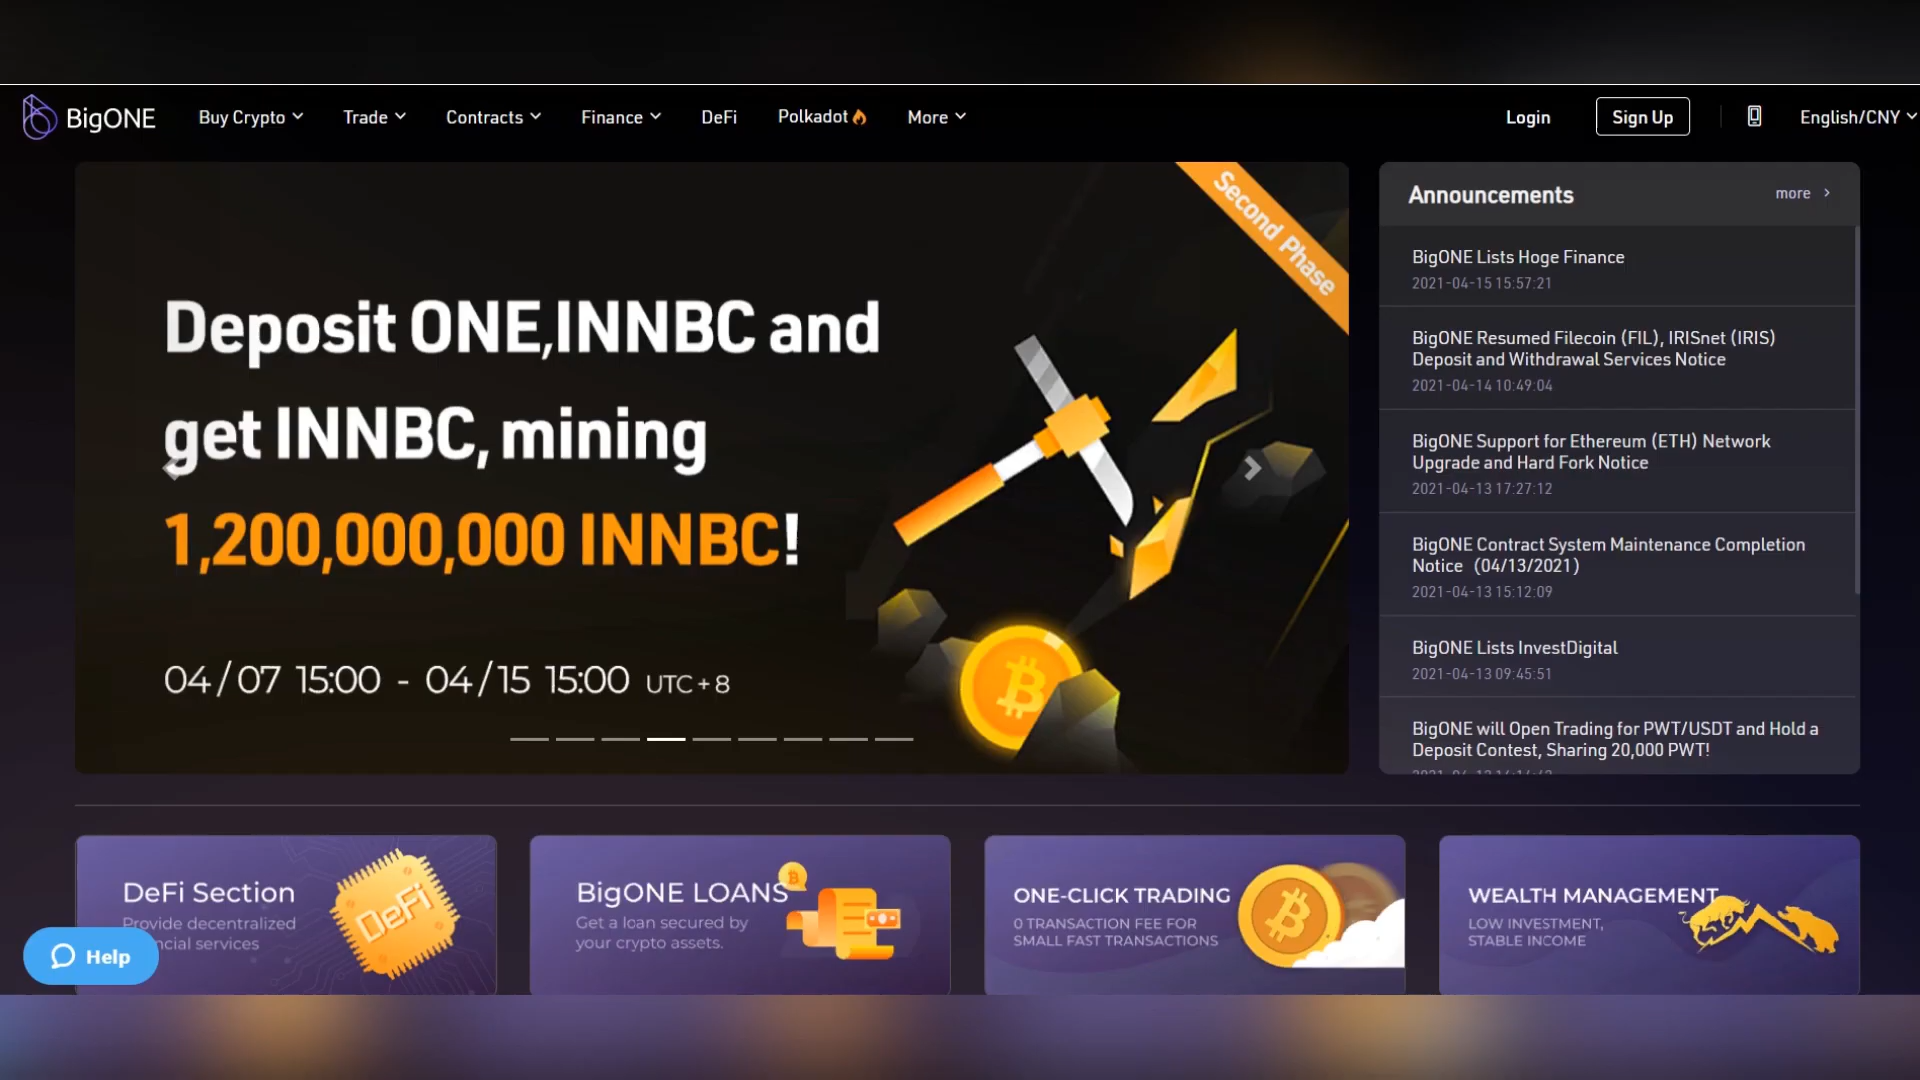 BigONE
Buy Crypto
Trade
Contracts
Finance
DeFi
Polkadot
More
Login
Sign Up
English/CNY
Second Phase
Deposit ONE,INNBC and
get INNBC, mining
1,200,000,000 INNBC!
04/07 15:00 - 04/15 15:00 UTC+8
Announcements
more
BigONE Lists Hoge Finance
2021-04-15 15:57:21
BigONE Resumed Filecoin (FIL), IRISnet (IRIS)
Deposit and Withdrawal Services Notice
2021-04-14 10:49:04
BigONE Support for Ethereum (ETH) Network
Upgrade and Hard Fork Notice
2021-04-13 17:27:12
BigONE Contract System Maintenance Completion
Notice (04/13/2021)
2021-04-13 15:12:09
BigONE Lists InvestDigital
2021-04-13 09:45:51
BigONE will Open Trading for PWT/USDT and Hold a
Deposit Contest, Sharing 20,000 PWT!
DeFi Section
Provide decentralized
ncial services
DeFi
Help
BigONE LOANS
Get a loan secured by
your crypto assets.
ONE-CLICK TRADING
0 TRANSACTION FEE FOR
SMALL FAST TRANSACTIONS
WEALTH MANAGEMENT
LOW INVESTMENT,
STABLE INCOME